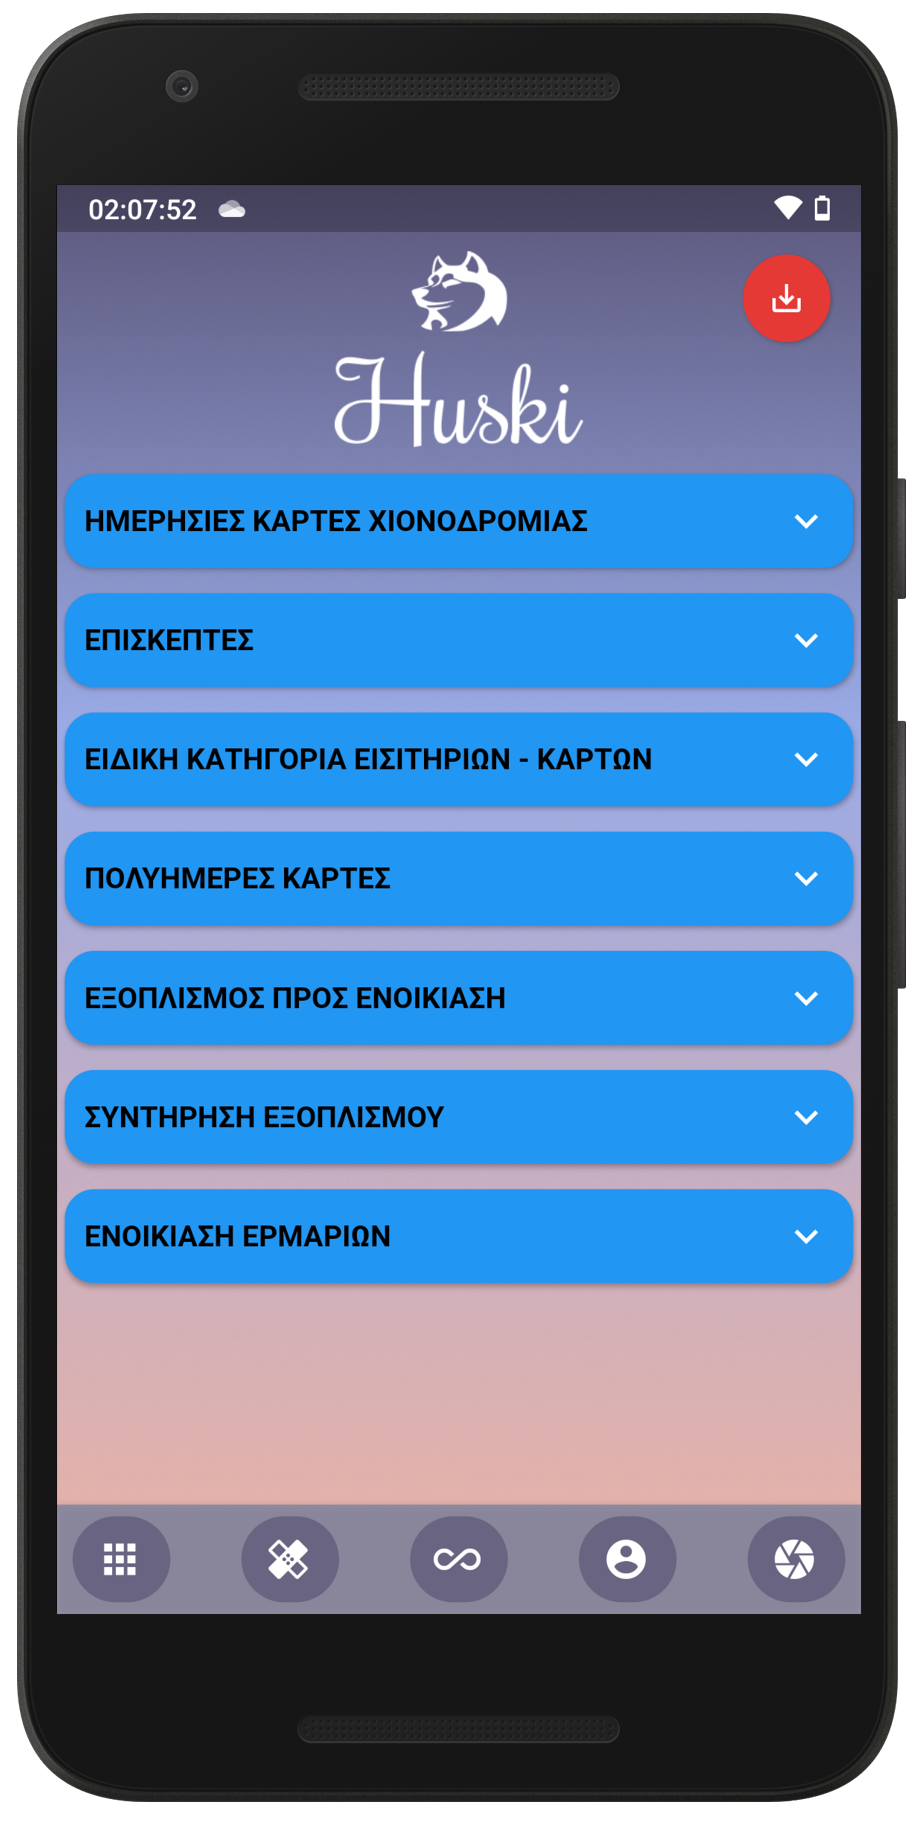 02:07:52
Huski
ΗΜΕΡΗΣΙΕΣ ΚΑΡΤΕΣ ΧΙΟΝΟΔΡΟΜΙΑΣ
ΕΠΙΣΚΕΠΤΕΣ
ΕΙΔΙΚΗ ΚΑΤΗΓΟΡΙΑ ΕΙΣΙΤΗΡΙΩΝ - ΚΑΡΤΩΝ
ΠΟΛΥΗΜΕΡΕΣ ΚΑΡΤΕΣ
ΕΞΟΠΛΙΣΜΟΣ ΠΡΟΣ ΕΝΟΙΚΙΑΣΗ
ΣΥΝΤΗΡΗΣΗ ΕΞΟΠΛΙΣΜΟΥ
ΕΝΟΙΚΙΑΣΗ ΕΡΜΑΡΙΩΝ